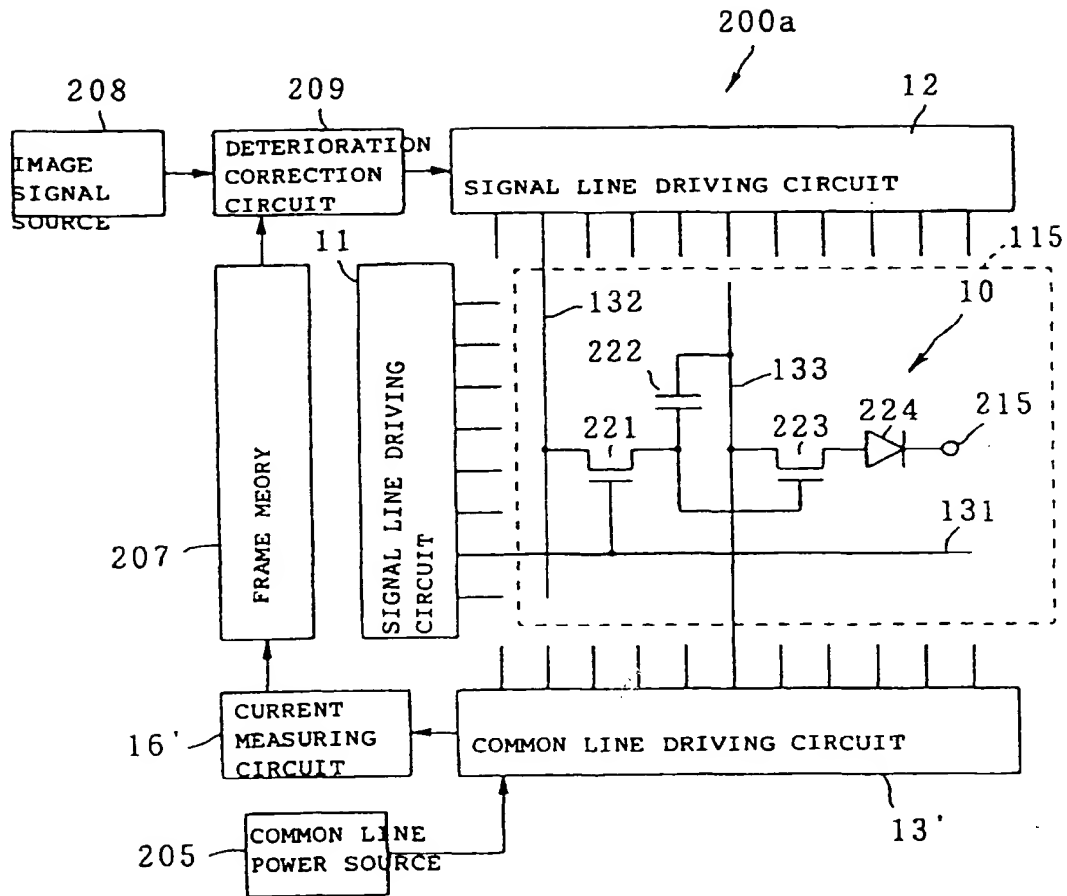 200a
208
209
12
IMAGE
SIGNAL
SOURCE
DETERIORATION
CORRECTION
CIRCUIT
SIGNAL LINE DRIVING CIRCUIT
11
115
132
10
222
133
221
223
224
215
131
FRAME MEORY
SIGNAL LINE DRIVING
CIRCUIT
207
CURRENT
MEASURING
CIRCUIT
16'
COMMON LINE DRIVING CIRCUIT
13'
205
COMMON LINE
POWER SOURCE